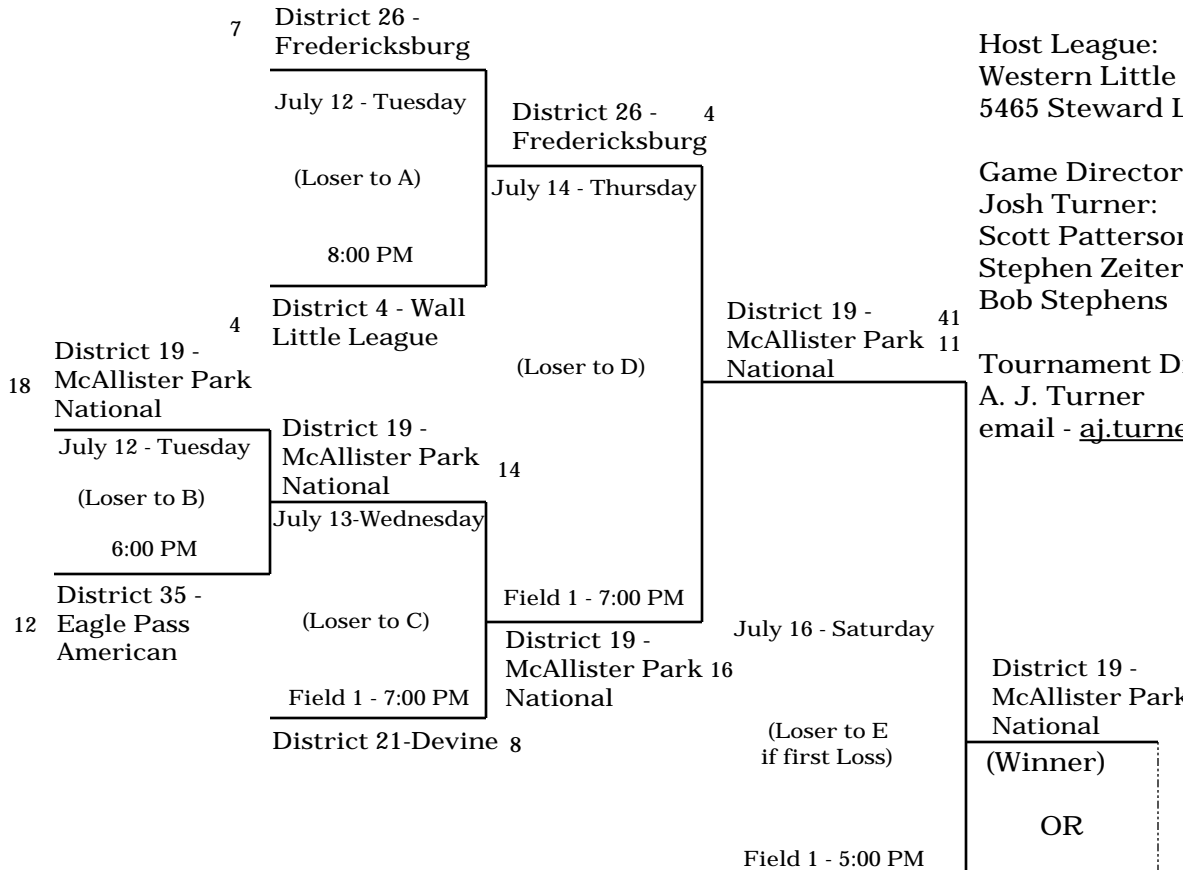 7
District 26 -
Fredericksburg
July 12 - Tuesday
(Loser to A)
8:00 PM
4
District 4 - Wall
Little League
18
District 19 -
McAllister Park
National
July 12 - Tuesday
(Loser to B)
6:00 PM
12
District 35 -
Eagle Pass
American
District 19 -
McAllister Park
National
14
July 13-Wednesday
(Loser to C)
Field 1 - 7:00 PM
District 21-Devine 8
District 26 - 4
Fredericksburg
July 14 - Thursday
(Loser to D)
Field 1 - 7:00 PM
District 19 -
McAllister Park 16
National
District 19 - 41
McAllister Park 11
National
July 16 - Saturday
(Loser to E
if first Loss)
Field 1 - 5:00 PM
District 19 -
McAllister Park
National
(Winner)
OR
Host League:
Western Little
5465 Steward
Game Director
Josh Turner:
Scott Patterson
Stephen Zeiter
Bob Stephens
Tournament
A. J. Turner
email - aj.turne